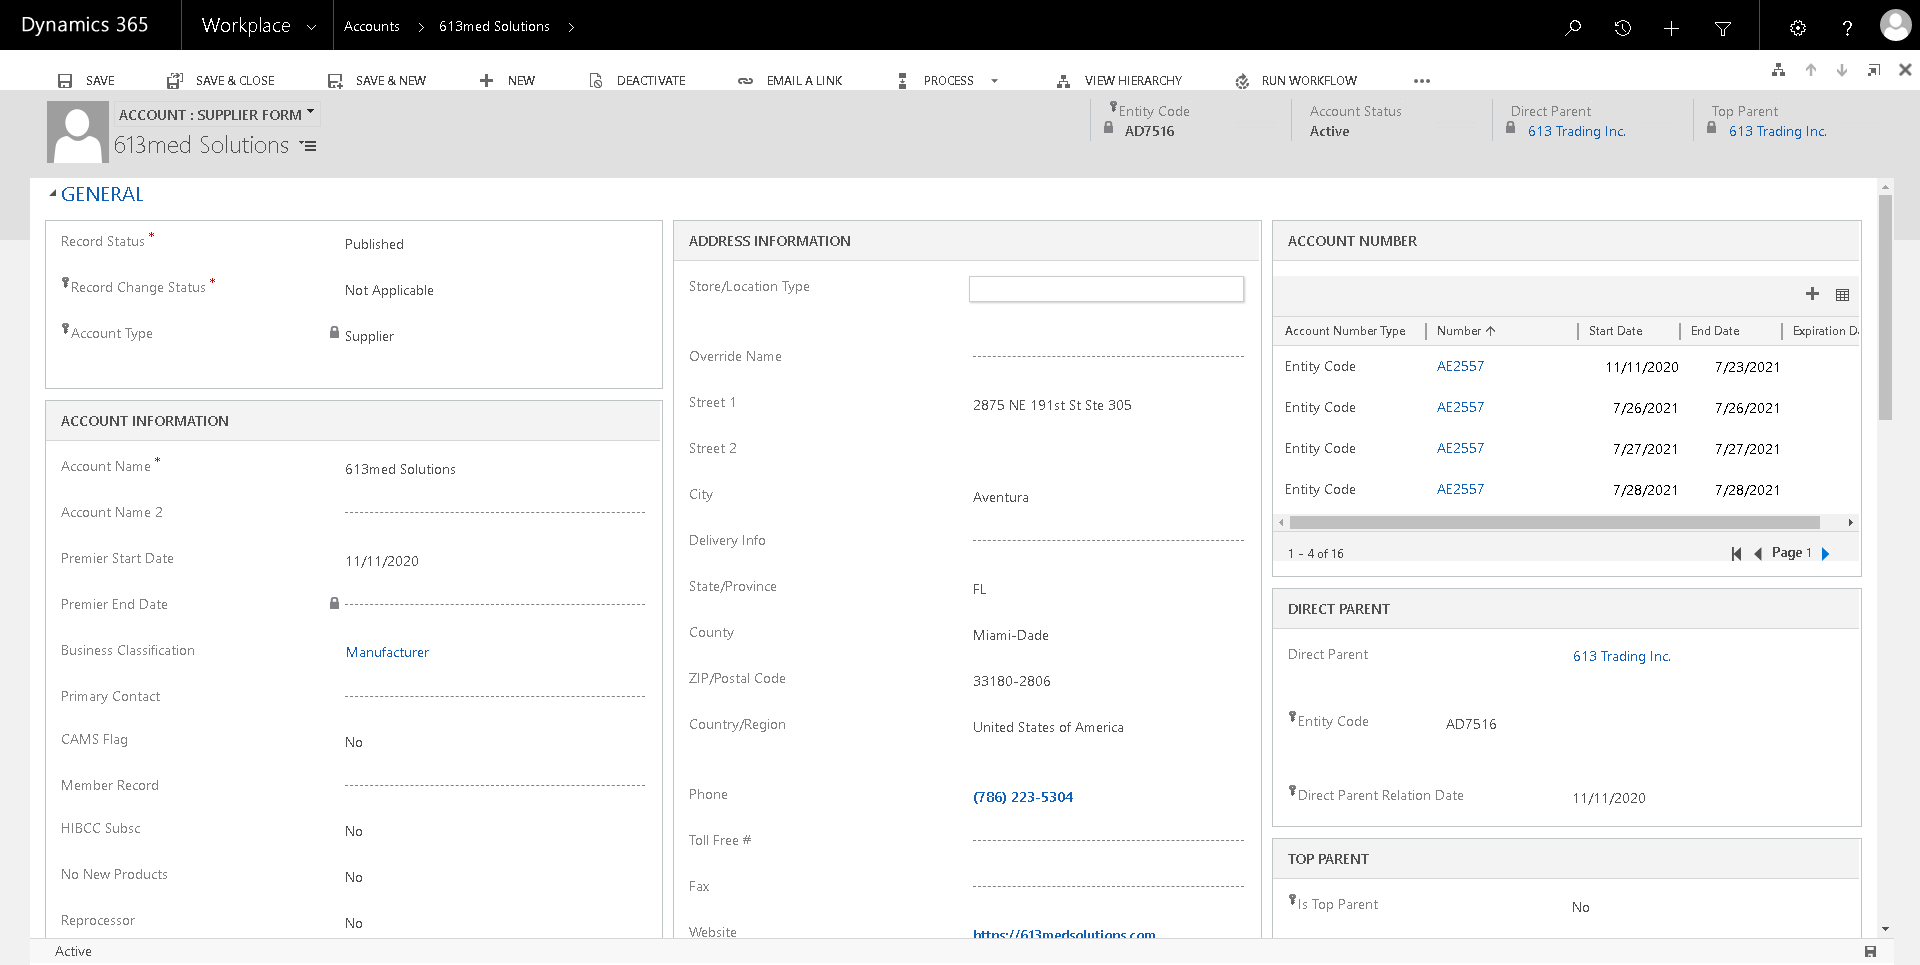 Dynamics 365
Workplace
Accounts
613med Solutions
SAVE
SAVE & CLOSE
SAVE & NEW
NEW
DEACTIVATE
EMAIL A LINK
PROCESS
VIEW HIERARCHY
RUN WORKFLOW
ACCOUNT : SUPPLIER FORM
613med Solutions
Entity Code
AD7516
Account Status
Active
Direct Parent
613 Trading Inc.
Top Parent
613 Trading Inc.
GENERAL
Record Status *
Published
Record Change Status *
Not Applicable
Account Type
Supplier
ACCOUNT INFORMATION
Account Name *
613med Solutions
Account Name 2
Premier Start Date
11/11/2020
Premier End Date
Business Classification
Manufacturer
Primary Contact
CAMS Flag
No
Member Record
HIBCC Subsc
No
No New Products
No
Reprocessor
No
ADDRESS INFORMATION
Store/Location Type
Override Name
Street 1
2875 NE 191st St Ste 305
Street 2
City
Aventura
Delivery Info
State/Province
FL
County
Miami-Dade
ZIP/Postal Code
33180-2806
Country/Region
United States of America
Phone
(786) 223-5304
Toll Free #
Fax
Website
https://613medsolutions.com
ACCOUNT NUMBER
Account Number Type Number Start Date End Date Expiration D
Entity Code AE2557 11/11/2020 7/23/2021
Entity Code AE2557 7/26/2021 7/26/2021
Entity Code AE2557 7/27/2021 7/27/2021
Entity Code AE2557 7/28/2021 7/28/2021
1 - 4 of 16
Page 1
DIRECT PARENT
Direct Parent
613 Trading Inc.
Entity Code
AD7516
Direct Parent Relation Date
11/11/2020
TOP PARENT
Is Top Parent
No
Active